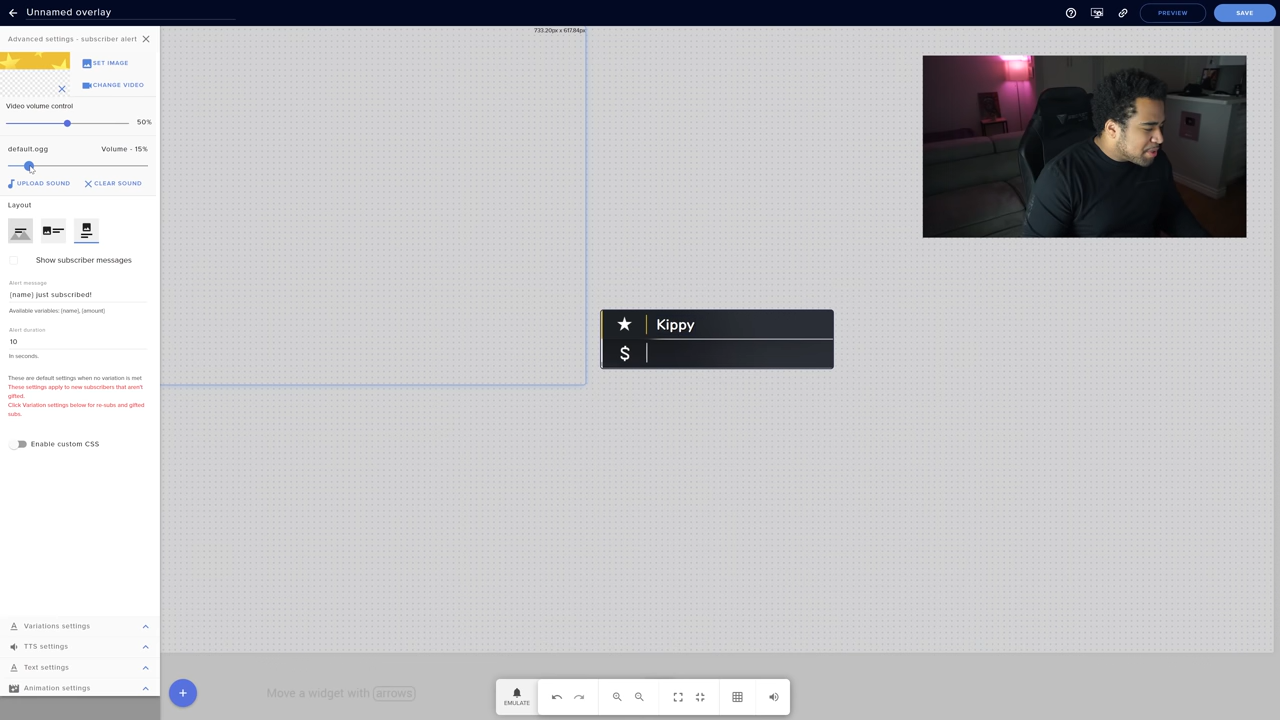 Unnamed overlay
PREVIEW
SAVE
Advanced settings - subscriber alert
733.20px x 617.84px
SET IMAGE
CHANGE VIDEO
Video volume control
50%
default.ogg
Volume - 15%
UPLOAD SOUND
CLEAR SOUND
Layout
Show subscriber messages
Alert message
{name} just subscribed!
Available variables: {name}, {amount}
Alert duration
10
In seconds.
These are default settings when no variation is met
These settings apply to new subscribers that aren't
gifted.
Click Variation settings below for re-subs and gifted
subs.
Enable custom CSS
Kippy
$
Variations settings
TTS settings
Text settings
Animation settings
Move a widget with arrows
EMULATE